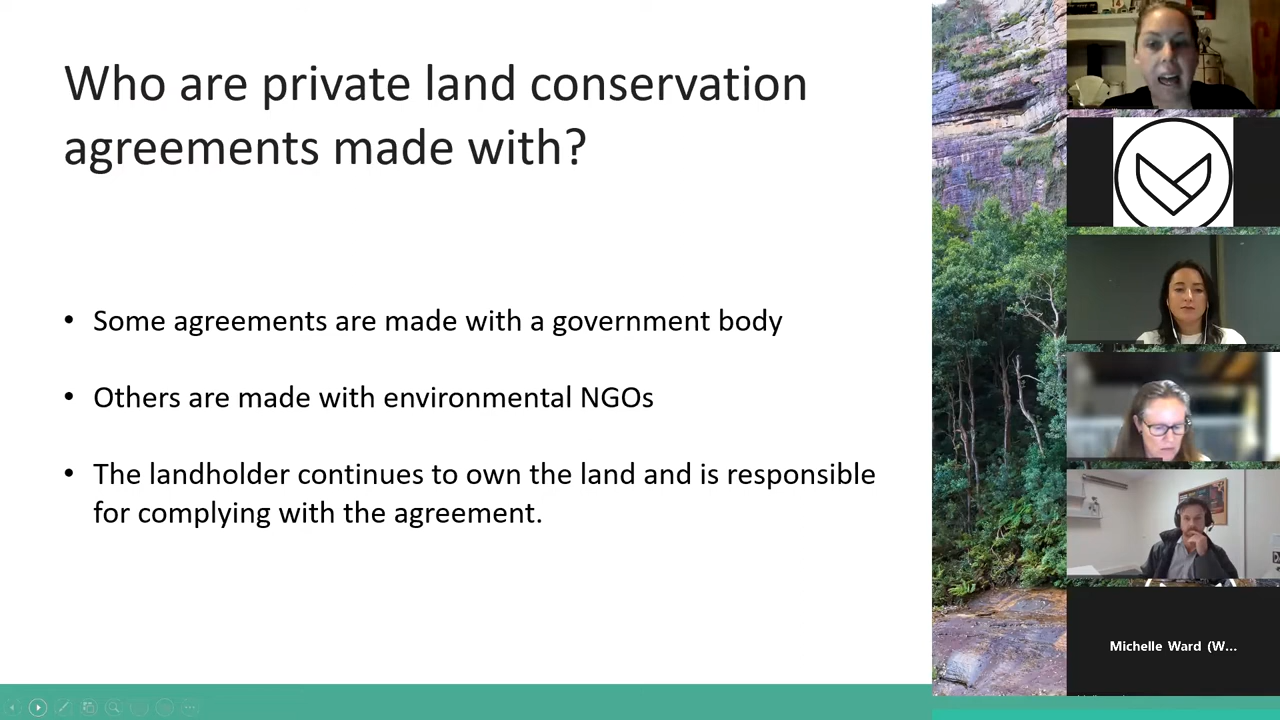 Who are private land conservation
agreements made with?
• Some agreements are made with a government body
• Others are made with environmental NGOs
• The landholder continues to own the land and is responsible
for complying with the agreement.
Michelle Ward (W...